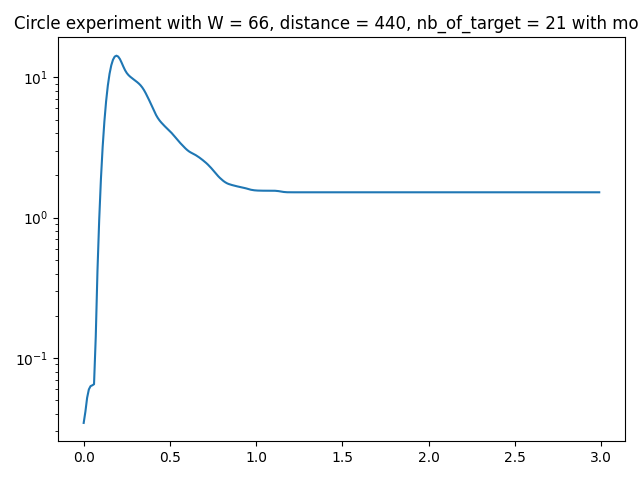 Circle experiment with W = 66, distance = 440, nb_of_target = 21 with mo
10¹
10⁰
10⁻¹
0.0 0.5 1.0 1.5 2.0 2.5 3.0